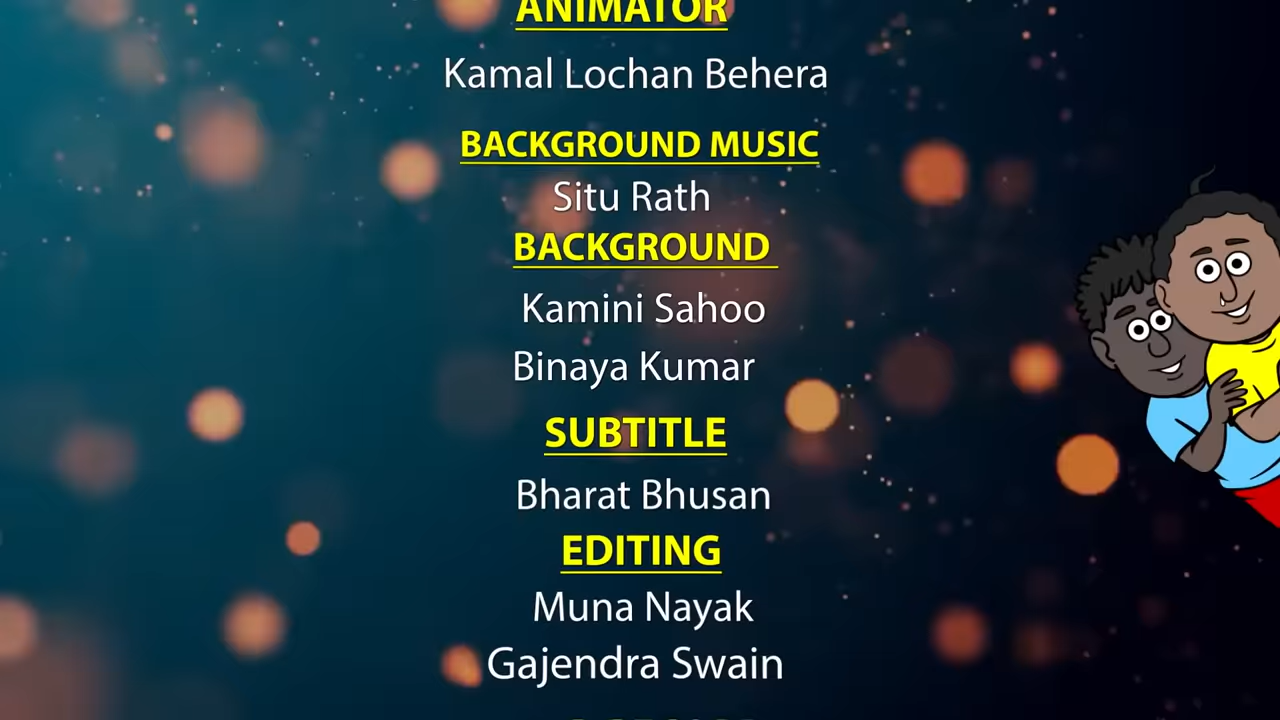 ANIMATOR
Kamal Lochan Behera
BACKGROUND MUSIC
Situ Rath
BACKGROUND
Kamini Sahoo
Binaya Kumar
SUBTITLE
Bharat Bhusan
EDITING
Muna Nayak
Gajendra Swain